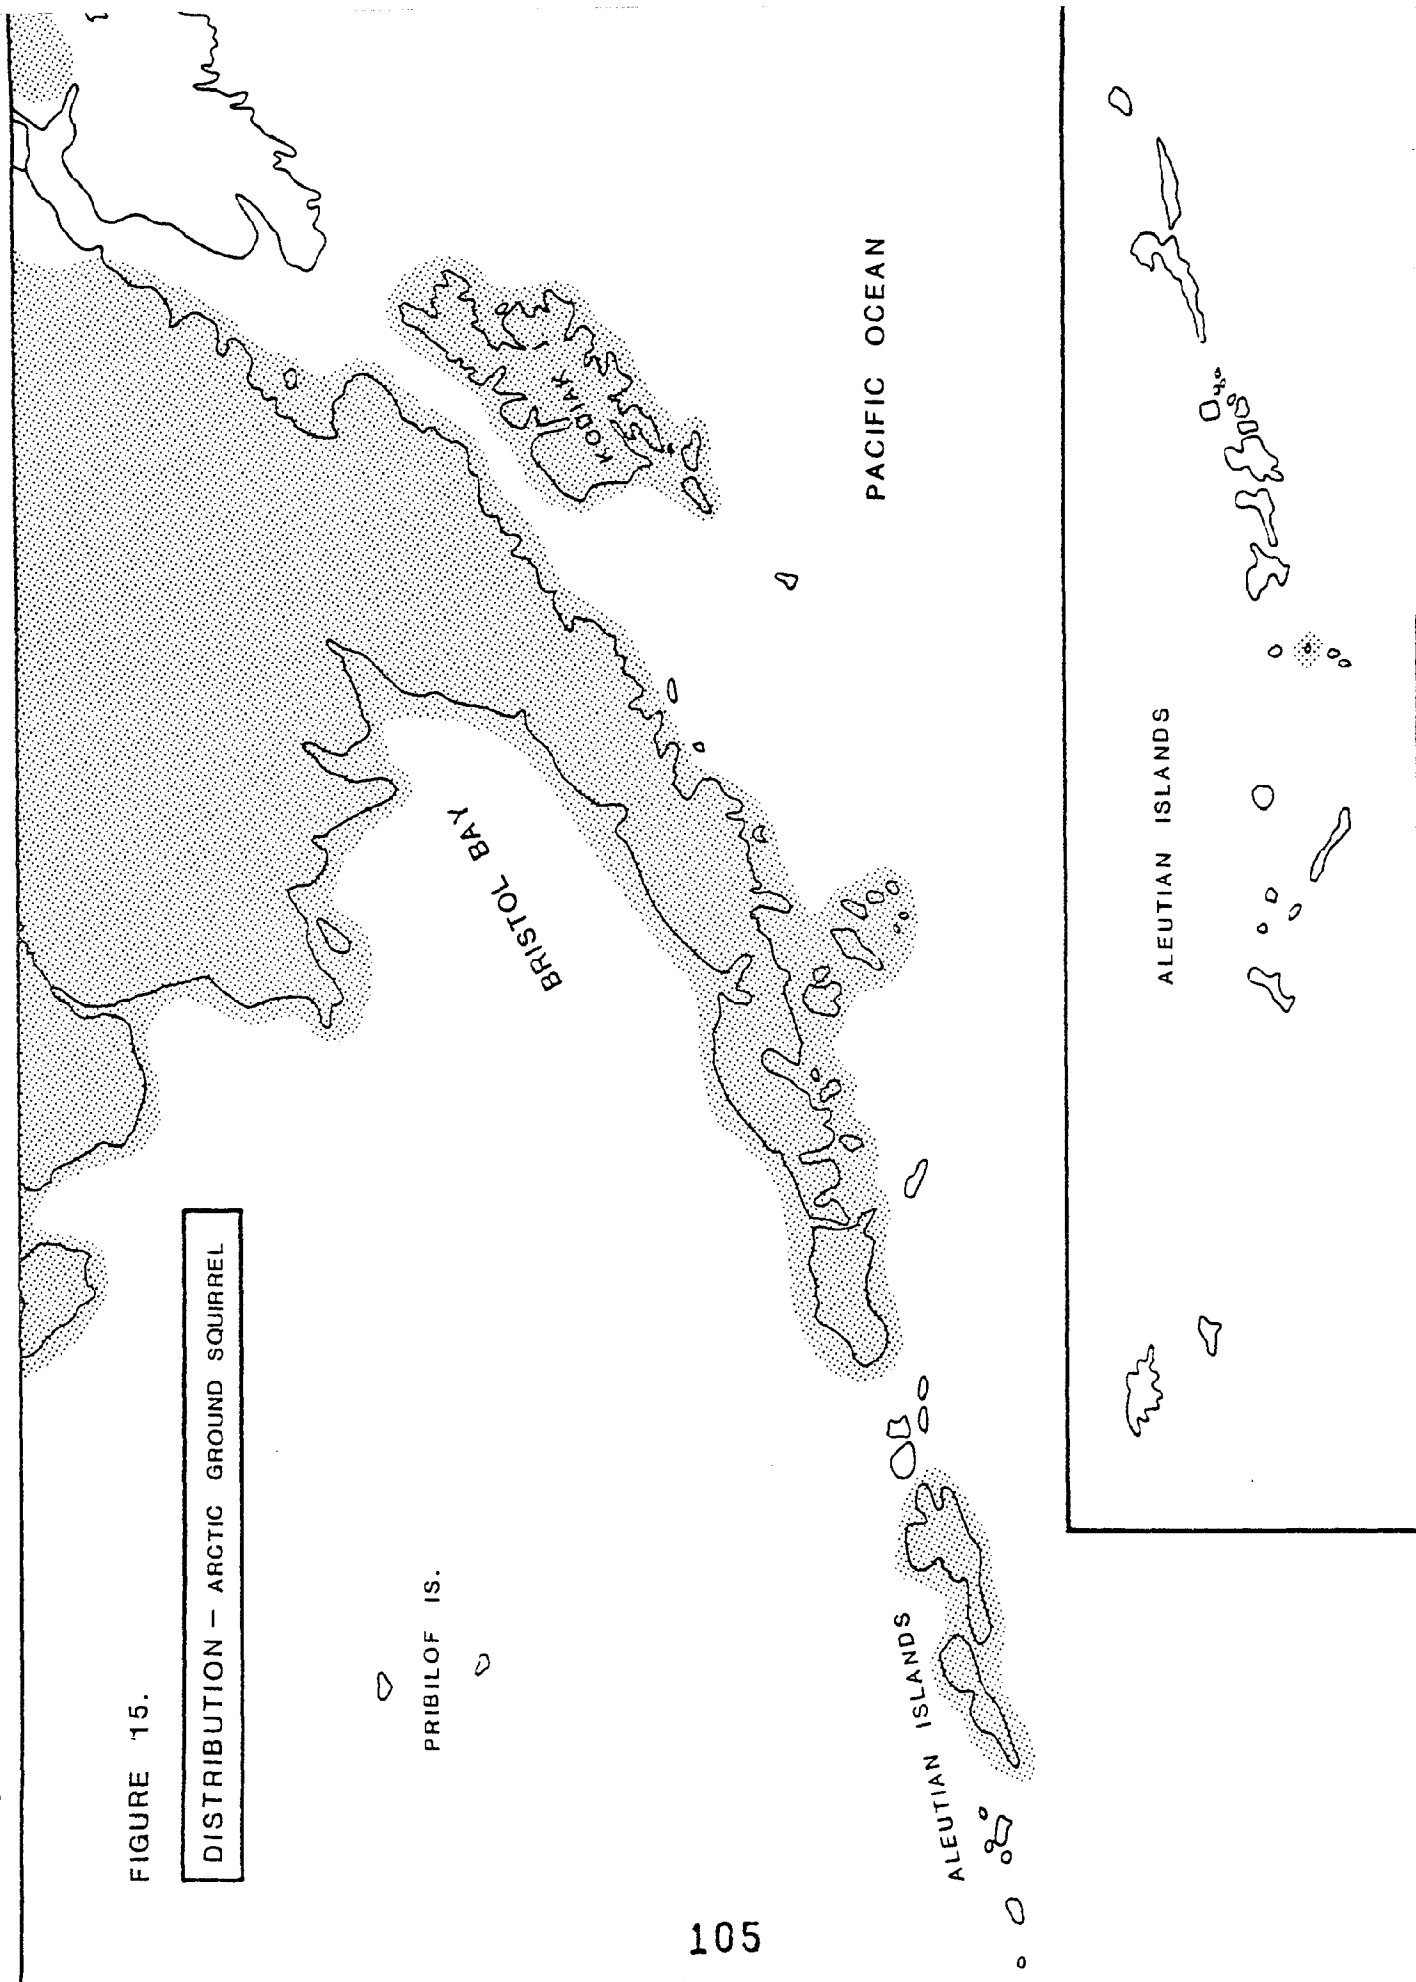 FIGURE 15.
DISTRIBUTION — ARCTIC GROUND SQUIRREL
PRIBILOF IS.
BRISTOL BAY
KODIAK I.
PACIFIC OCEAN
ALEUTIAN ISLANDS
ALEUTIAN ISLANDS
105